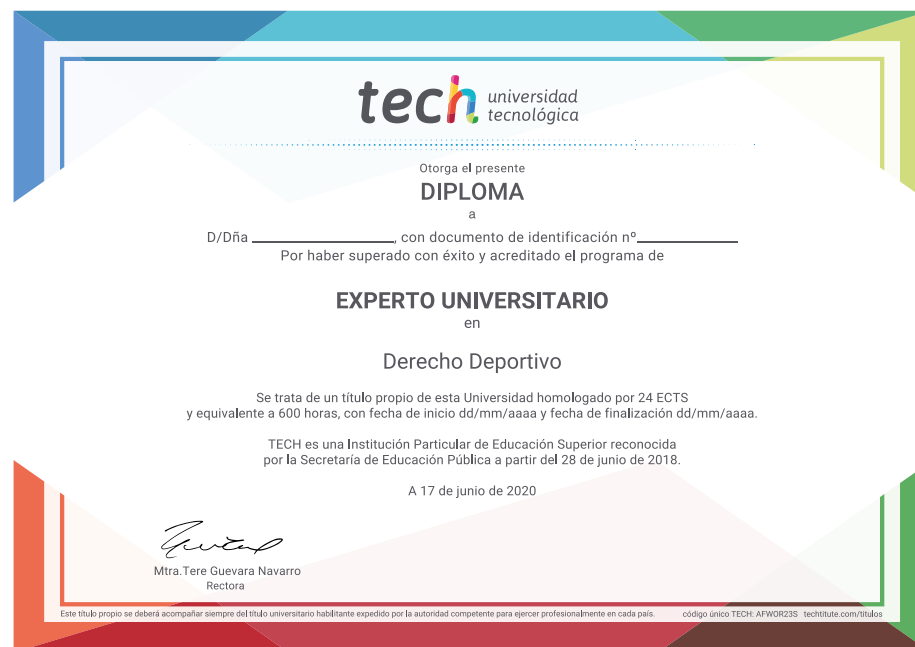 tech universidad
tecnológica
Otorga el presente
DIPLOMA
a
D/Dña ______________, con documento de identificación nº__________
Por haber superado con éxito y acreditado el programa de
EXPERTO UNIVERSITARIO
en
Derecho Deportivo
Se trata de un título propio de esta Universidad homologado por 24 ECTS
y equivalente a 600 horas, con fecha de inicio dd/mm/aaaa y fecha de finalización dd/mm/aaaa.
TECH es una Institución Particular de Educación Superior reconocida
por la Secretaría de Educación Pública a partir del 28 de junio de 2018.
A 17 de junio de 2020
Mtra.Tere Guevara Navarro
Rectora
Este título propio se deberá acompañar siempre del título universitario habilitante expedido por la autoridad competente para ejercer profesionalmente en cada país. código único TECH: AFWOR23S techtitute.com/titulos